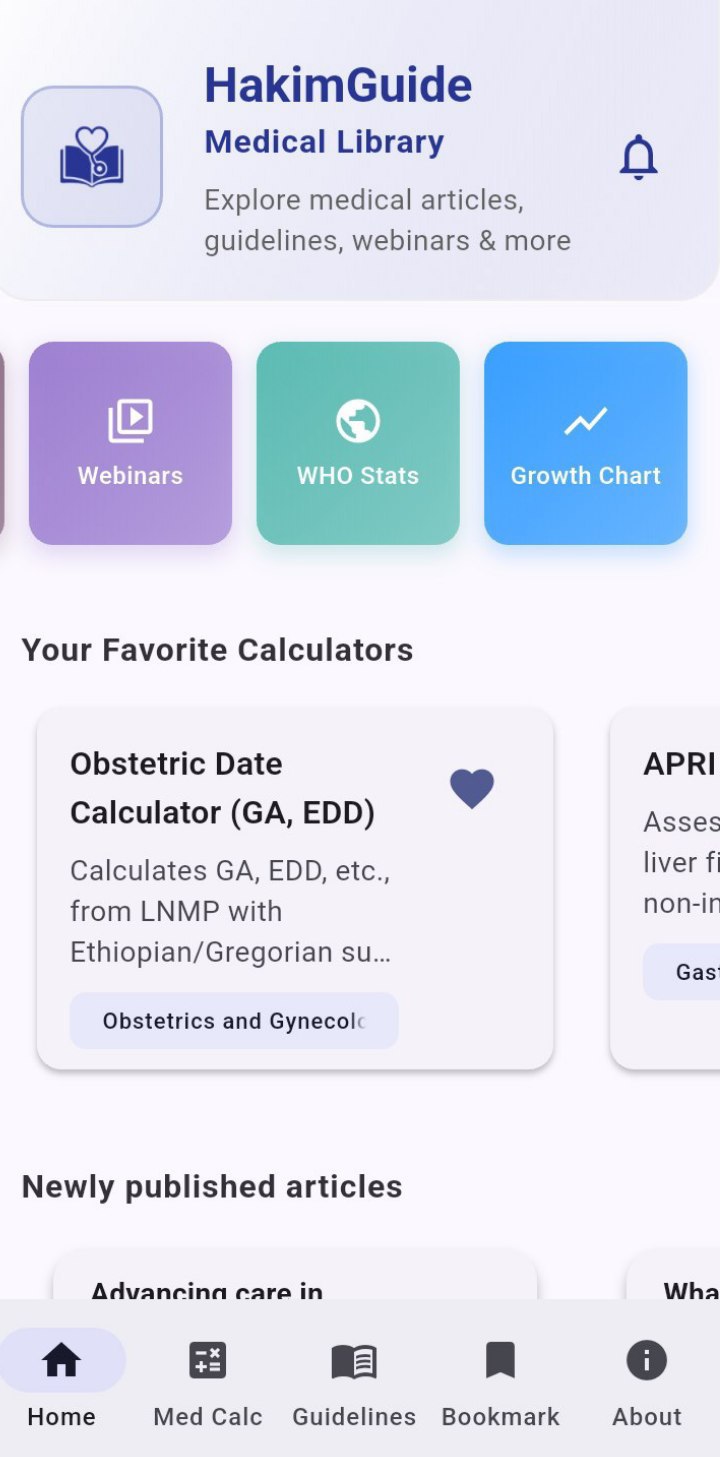 HakimGuide
Medical Library
Explore medical articles,
guidelines, webinars & more
Webinars
WHO Stats
Growth Chart
Your Favorite Calculators
Obstetric Date
Calculator (GA, EDD)
Calculates GA, EDD, etc.,
from LNMP with
Ethiopian/Gregorian su…
Obstetrics and Gynecolo
APRI
Asses
liver fi
non-in
Gast
Newly published articles
Advancing care in
Wha
Home
Med Calc
Guidelines
Bookmark
About